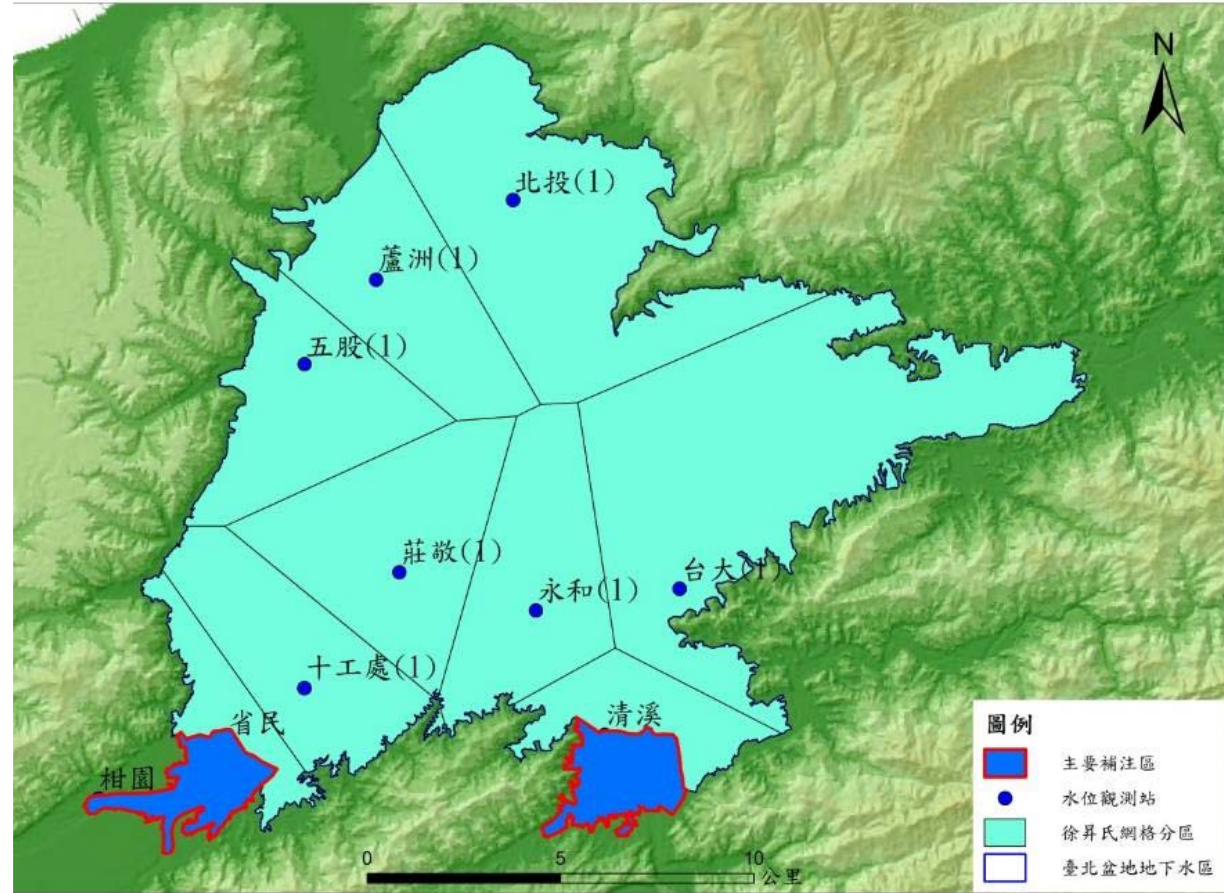 N
北投(1)
蘆洲(1)
五股(1)
莊敬(1)
永和(1)
台大(1)
十工處(1)
省民
清溪
柑園
圖例
主要補注區
水位觀測站
徐昇氏網格分區
臺北盆地地下水區
0
5
10
公里